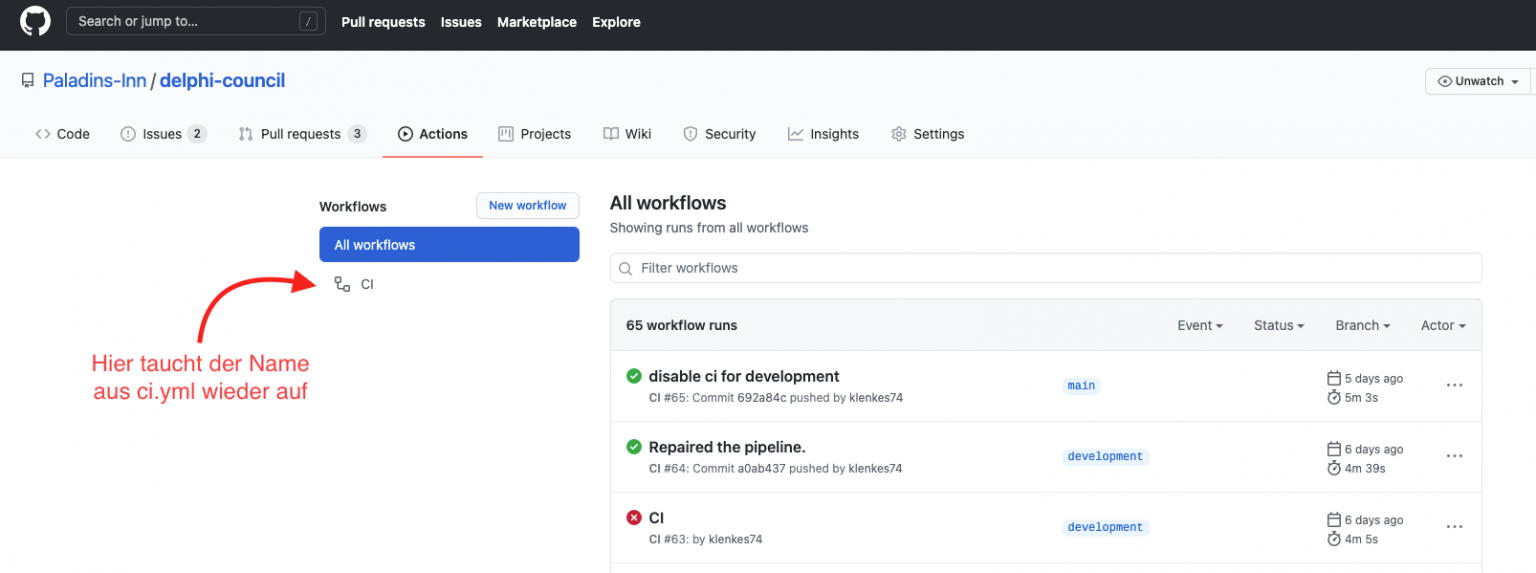 Search or jump to... /
Pull requests Issues Marketplace Explore
Paladins-Inn / delphi-council
Unwatch
Code Issues 2 Pull requests 3 Actions Projects Wiki Security Insights Settings
Workflows
New workflow
All workflows
CI
Hier taucht der Name
aus ci.yml wieder auf
All workflows
Showing runs from all workflows
Filter workflows
65 workflow runs
Event Status Branch Actor
disable ci for development
CI #65: Commit 692a84c pushed by klenkes74
main
5 days ago
5m 3s
Repaired the pipeline.
CI #64: Commit a0ab437 pushed by klenkes74
development
6 days ago
4m 39s
CI
CI #63: by klenkes74
development
6 days ago
4m 5s